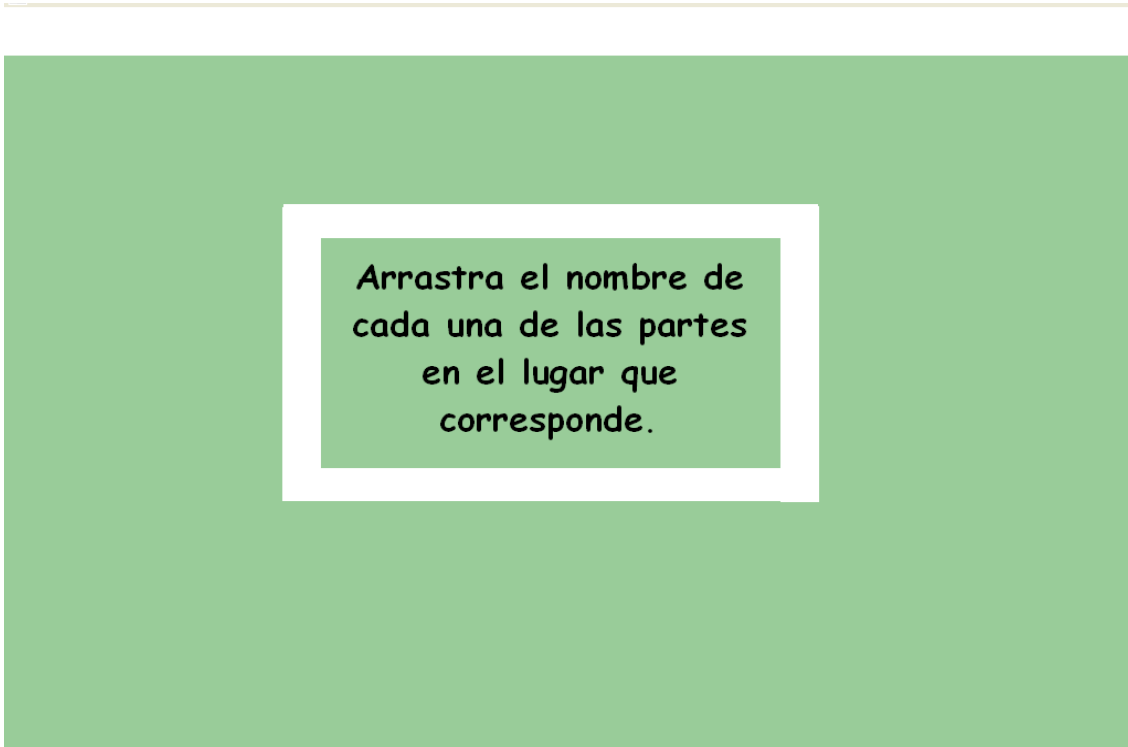 Arrastra el nombre de
cada una de las partes
en el lugar que
corresponde.